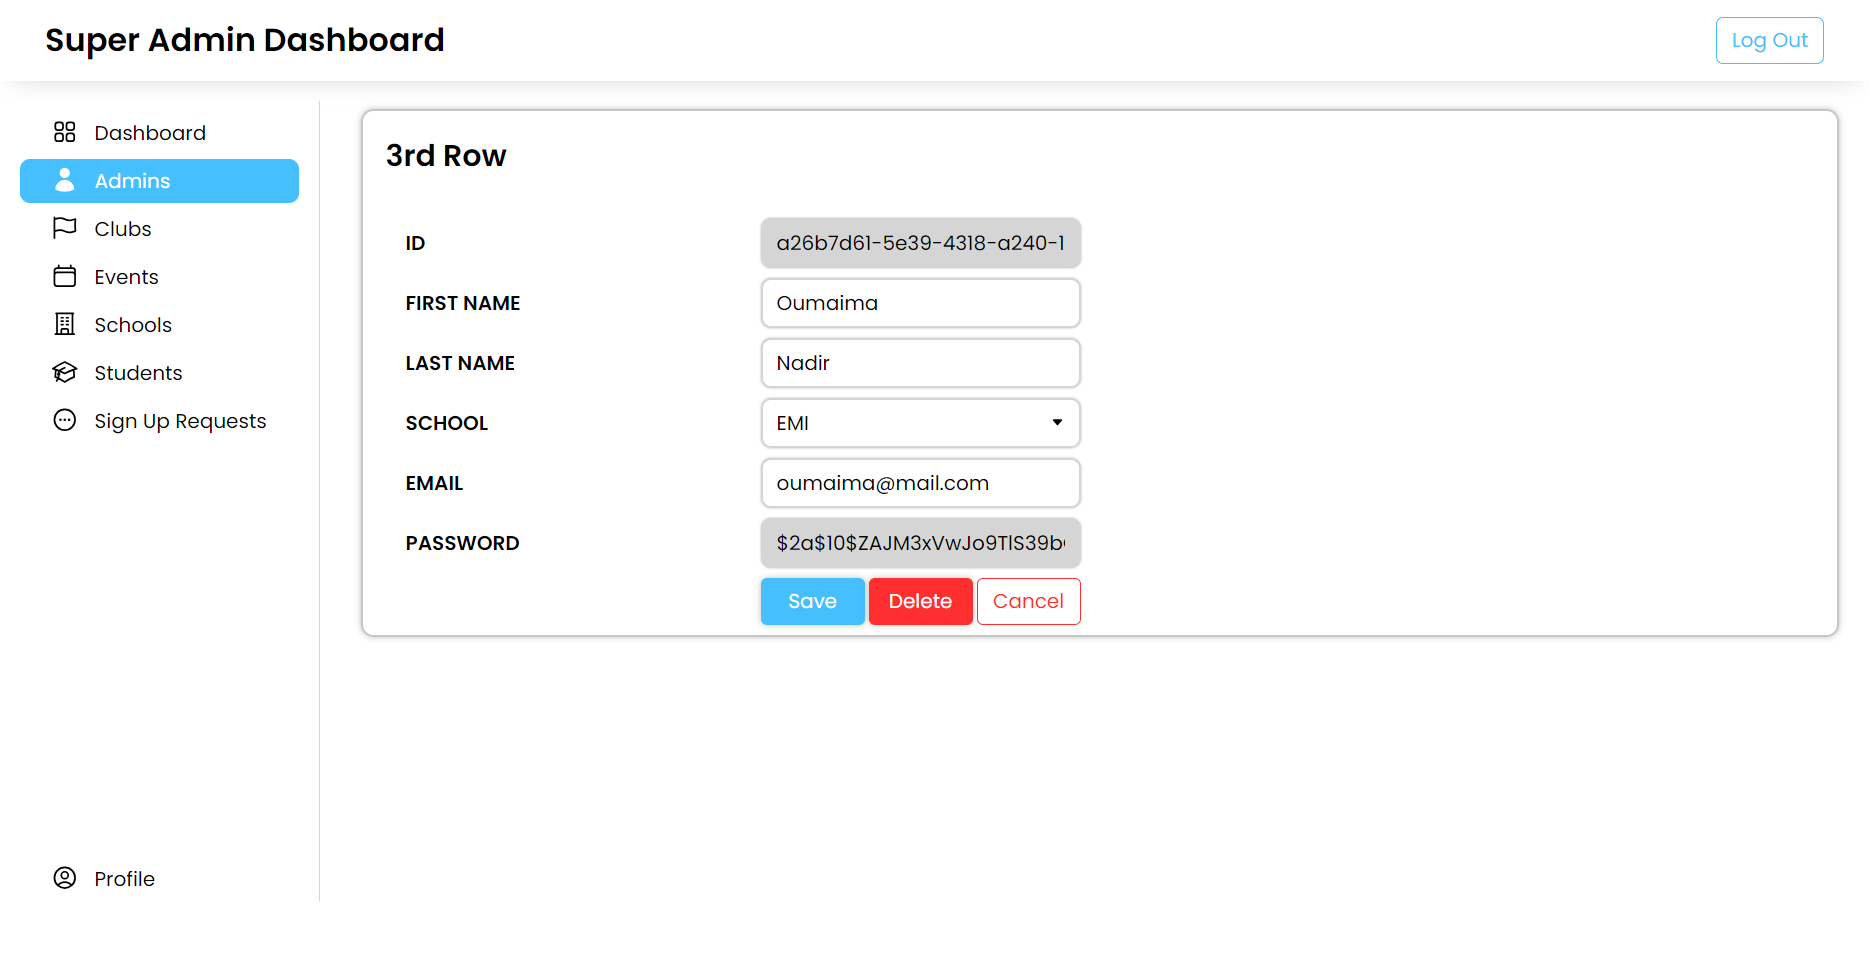 Super Admin Dashboard
Log Out
Dashboard
Admins
Clubs
Events
Schools
Students
Sign Up Requests
Profile
3rd Row
ID
a26b7d61-5e39-4318-a240-1
FIRST NAME
Oumaima
LAST NAME
Nadir
SCHOOL
EMI
EMAIL
oumaima@mail.com
PASSWORD
$2a$10$ZAJM3xVwJo9TlS39b
Save
Delete
Cancel